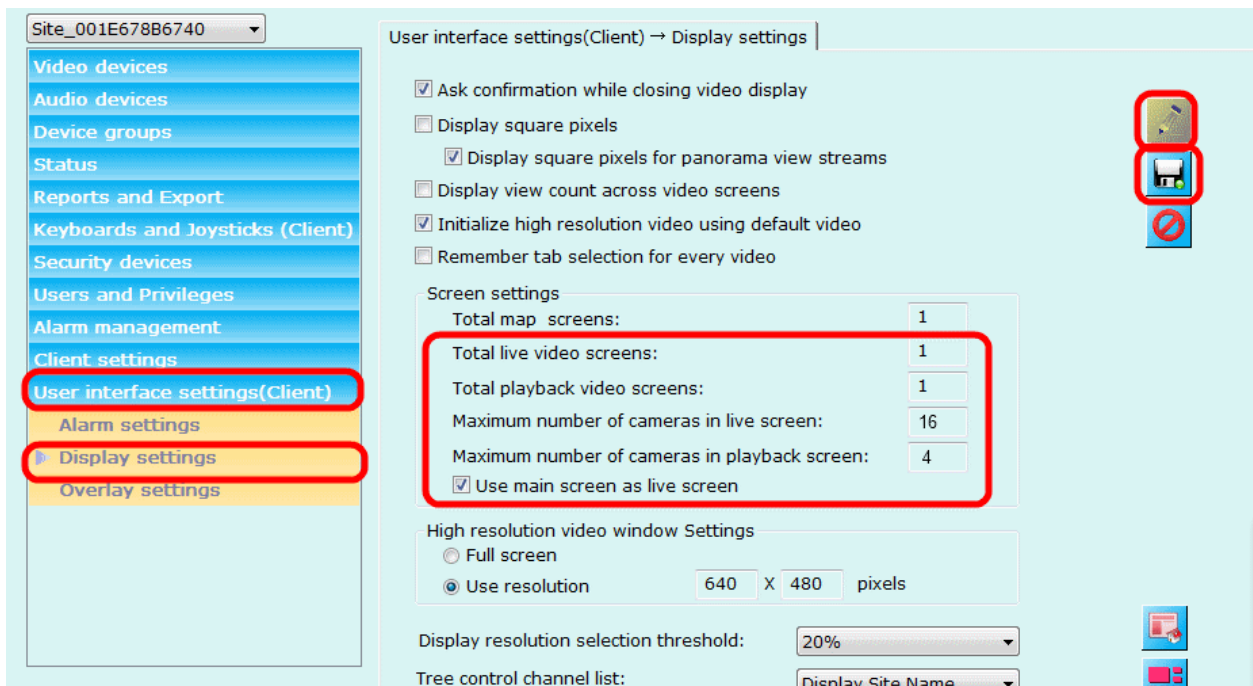 Site_001E678B6740
Video devices
Audio devices
Device groups
Status
Reports and Export
Keyboards and Joysticks (Client)
Security devices
Users and Privileges
Alarm management
Client settings
User interface settings(Client)
Alarm settings
Display settings
Overlay settings
User interface settings(Client) → Display settings
Ask confirmation while closing video display
Display square pixels
Display square pixels for panorama view streams
Display view count across video screens
Initialize high resolution video using default video
Remember tab selection for every video
Screen settings
Total map screens: 1
Total live video screens: 1
Total playback video screens: 1
Maximum number of cameras in live screen: 16
Maximum number of cameras in playback screen: 4
Use main screen as live screen
High resolution video window Settings
Full screen
Use resolution 640 X 480 pixels
Display resolution selection threshold: 20%
Tree control channel list: Display Site Name